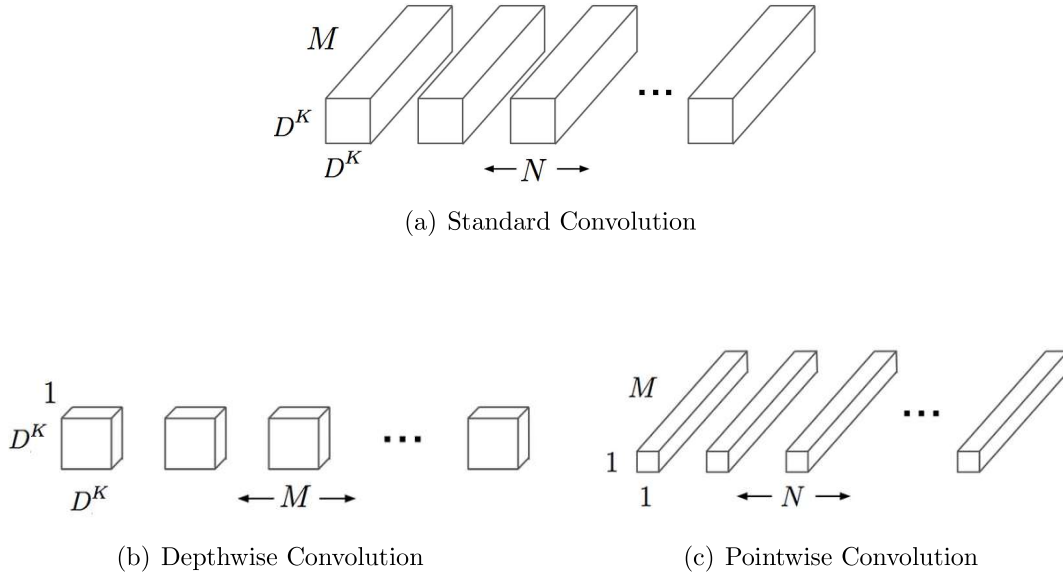 M
D^K
D^K
N
...
(a) Standard Convolution
1
D^K
D^K
M
...
(b) Depthwise Convolution
M
1
1
N
...
(c) Pointwise Convolution